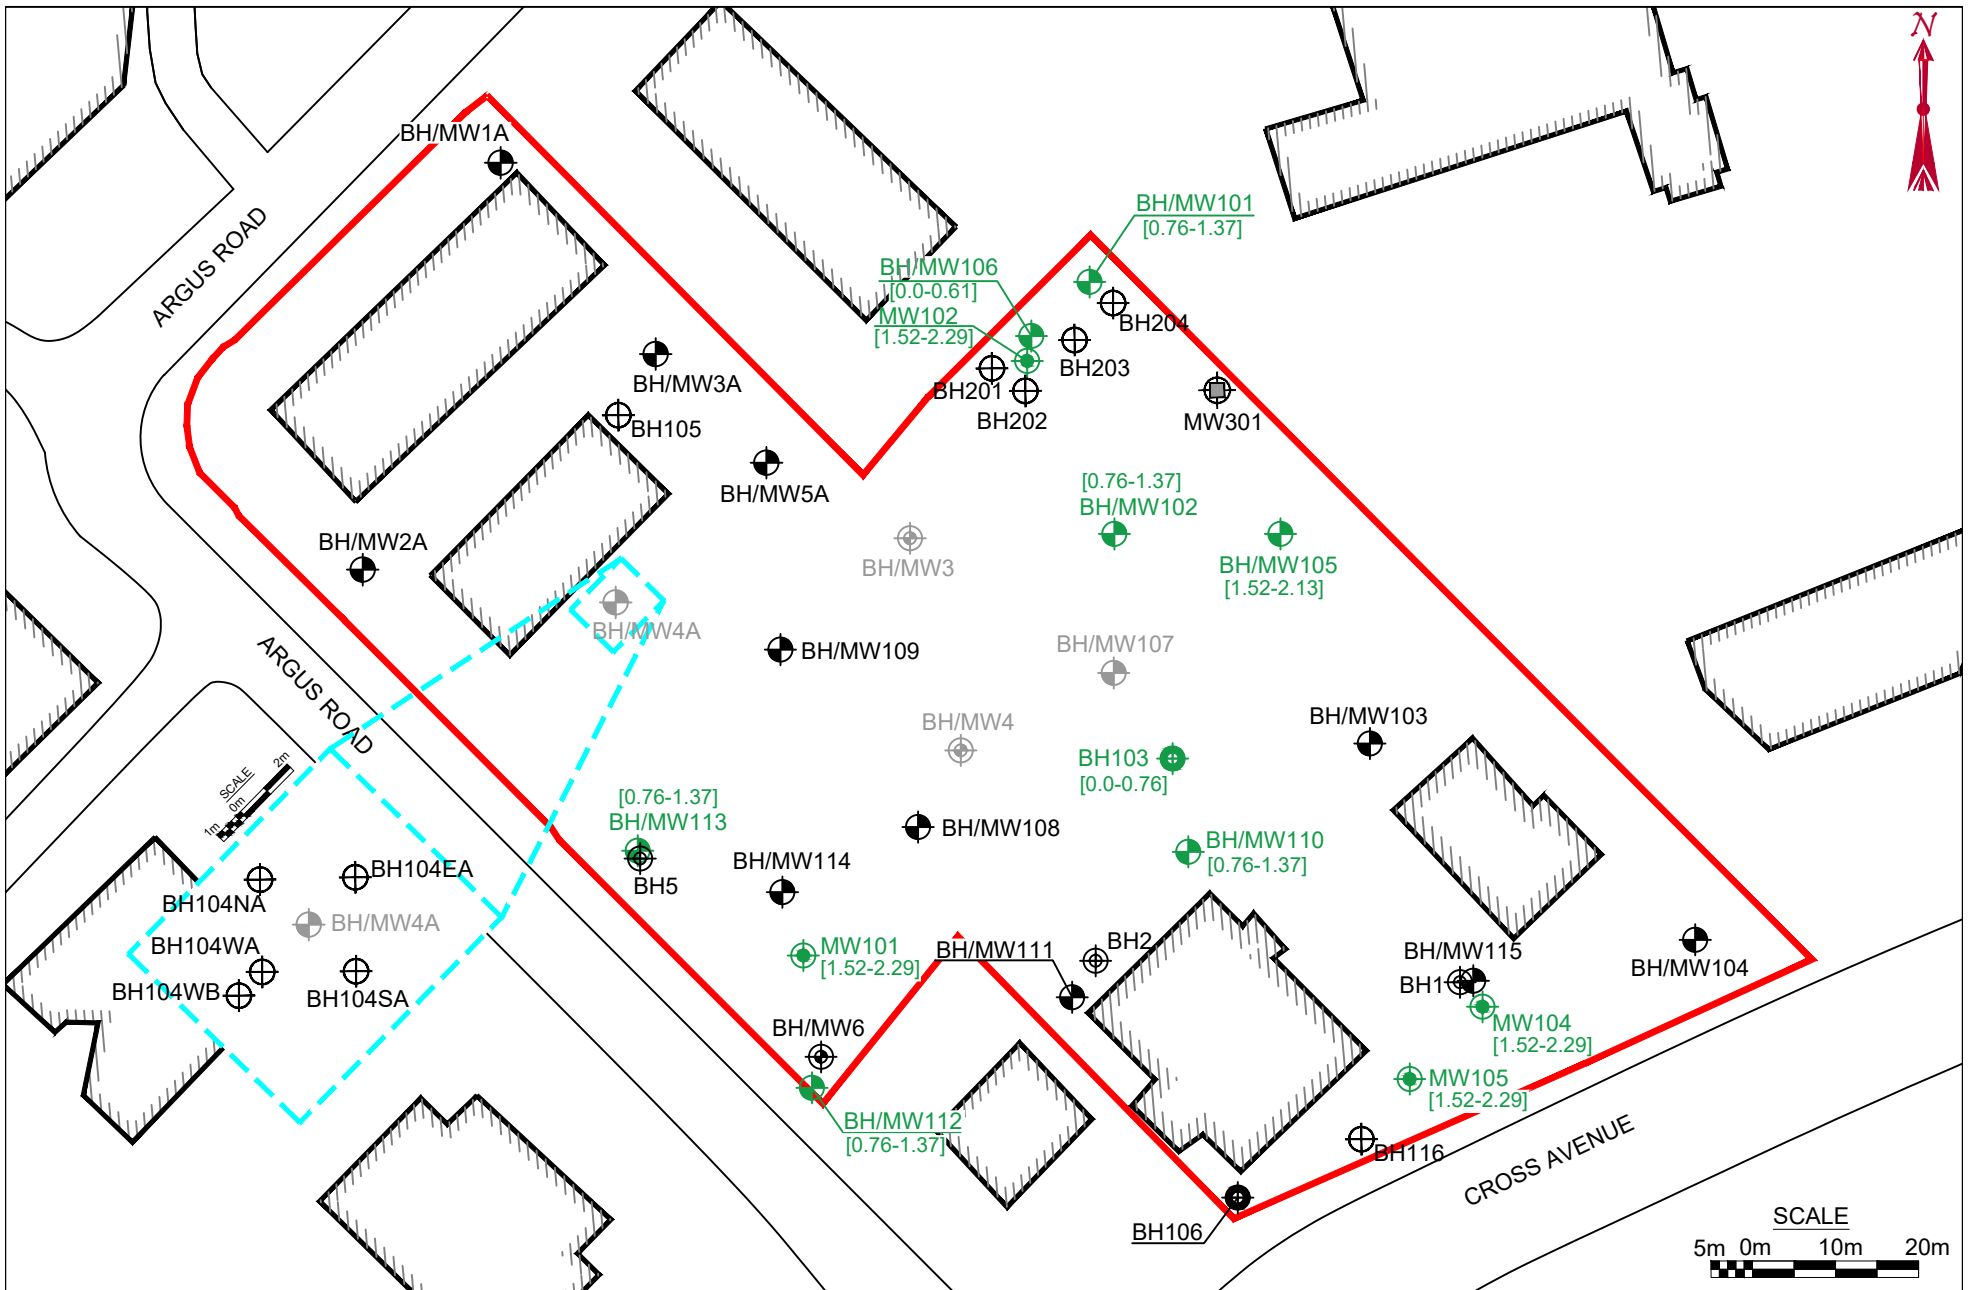 N
BH/MW1A
ARGUS ROAD
BH/MW101
[0.76-1.37]
BH/MW106
[0.0-0.61]
MW102
[1.52-2.29]
BH204
BH203
BH201
BH202
MW301
BH/MW3A
BH105
BH/MW5A
[0.76-1.37]
BH/MW102
BH/MW105
[1.52-2.13]
BH/MW2A
BH/MW3
BH/MW4A
BH/MW109
BH/MW107
ARGUS ROAD
BH/MW4
BH/MW103
BH103
[0.0-0.76]
SCALE
1m
0m
2m
[0.76-1.37]
BH/MW113
BH5
BH/MW108
BH/MW110
[0.76-1.37]
BH/MW114
BH104NA
BH104EA
BH/MW4A
BH104WA
BH104WB
BH104SA
MW101
[1.52-2.29]
BH/MW111
BH2
BH/MW115
BH1
BH/MW104
MW104
[1.52-2.29]
BH/MW6
MW105
[1.52-2.29]
BH/MW112
[0.76-1.37]
BH116
CROSS AVENUE
BH106
SCALE
5m 0m 10m 20m